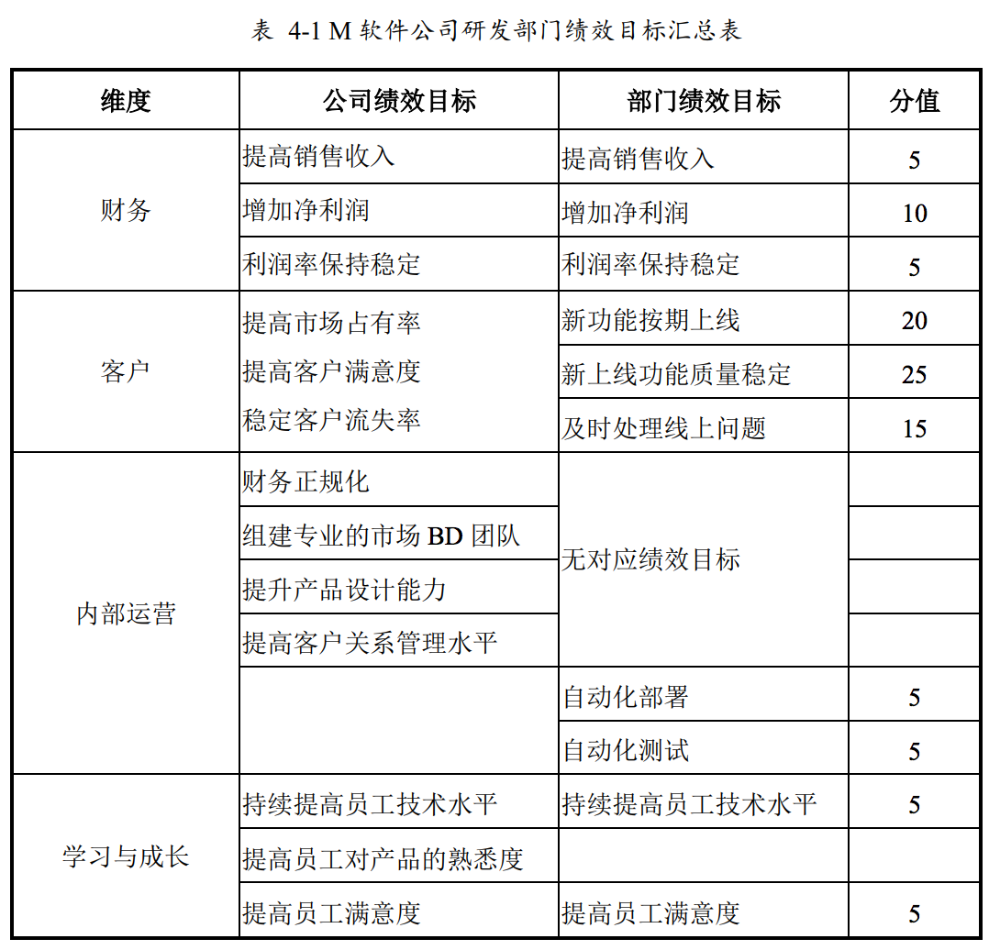 表 4-1 M 软件公司研发部门绩效目标汇总表
维度 公司绩效目标 部门绩效目标 分值
财务
提高销售收入 提高销售收入 5
增加净利润 增加净利润 10
利润率保持稳定 利润率保持稳定 5
客户
提高市场占有率 新功能按期上线 20
提高客户满意度 新上线功能质量稳定 25
稳定客户流失率 及时处理线上问题 15
内部运营
财务正规化
组建专业的市场 BD 团队
提升产品设计能力
提高客户关系管理水平
无对应绩效目标
自动化部署 5
自动化测试 5
学习与成长
持续提高员工技术水平 持续提高员工技术水平 5
提高员工对产品的熟悉度
提高员工满意度 提高员工满意度 5